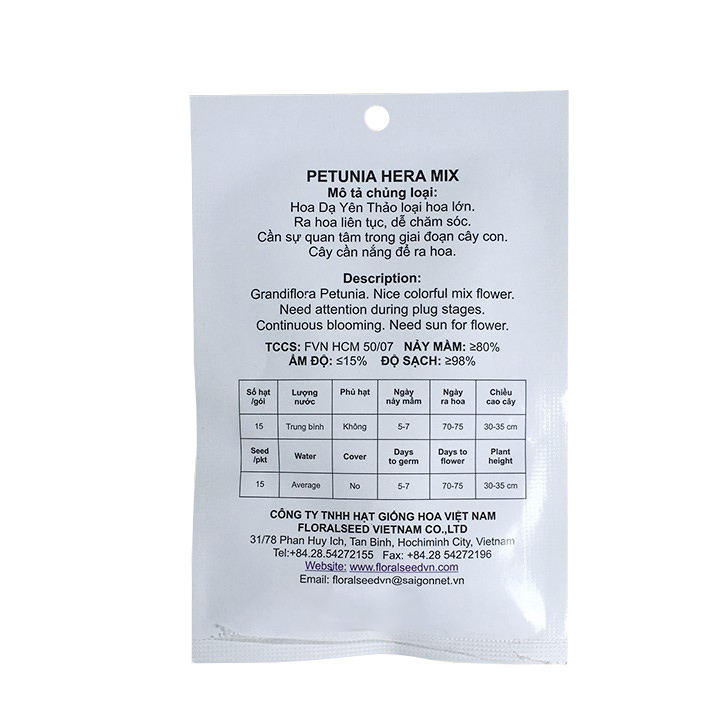 PETUNIA HERA MIX
Mô tả chủng loại:
Hoa Dạ Yên Thảo loại hoa lớn.
Ra hoa liên tục, dễ chăm sóc.
Cần sự quan tâm trong giai đoạn cây con.
Cây cần nắng để ra hoa.
Description:
Grandiflora Petunia. Nice colorful mix flower.
Need attention during plug stages.
Continuous blooming. Need sun for flower.
TCCS: FVN HCM 50/07 NẢY MẦM: ≥80%
ẨM ĐỘ: ≤15% ĐỘ SẠCH: ≥98%
Số hạt /gói Lượng nước Phủ hạt Ngày nảy mầm Ngày ra hoa Chiều cao cây
15 Trung bình Không 5-7 70-75 30-35 cm
Seed /pkt Water Cover Days to germ Days to flower Plant height
15 Average No 5-7 70-75 30-35 cm
CÔNG TY TNHH HẠT GIỐNG HOA VIỆT NAM
FLORALSEED VIETNAM CO.,LTD
31/78 Phan Huy Ich, Tan Binh, Hochiminh City, Vietnam
Tel:+84.28.54272155 Fax: +84.28 54272196
Website: www.floralseedvn.com
Email: floralseedvn@saigonnet.vn